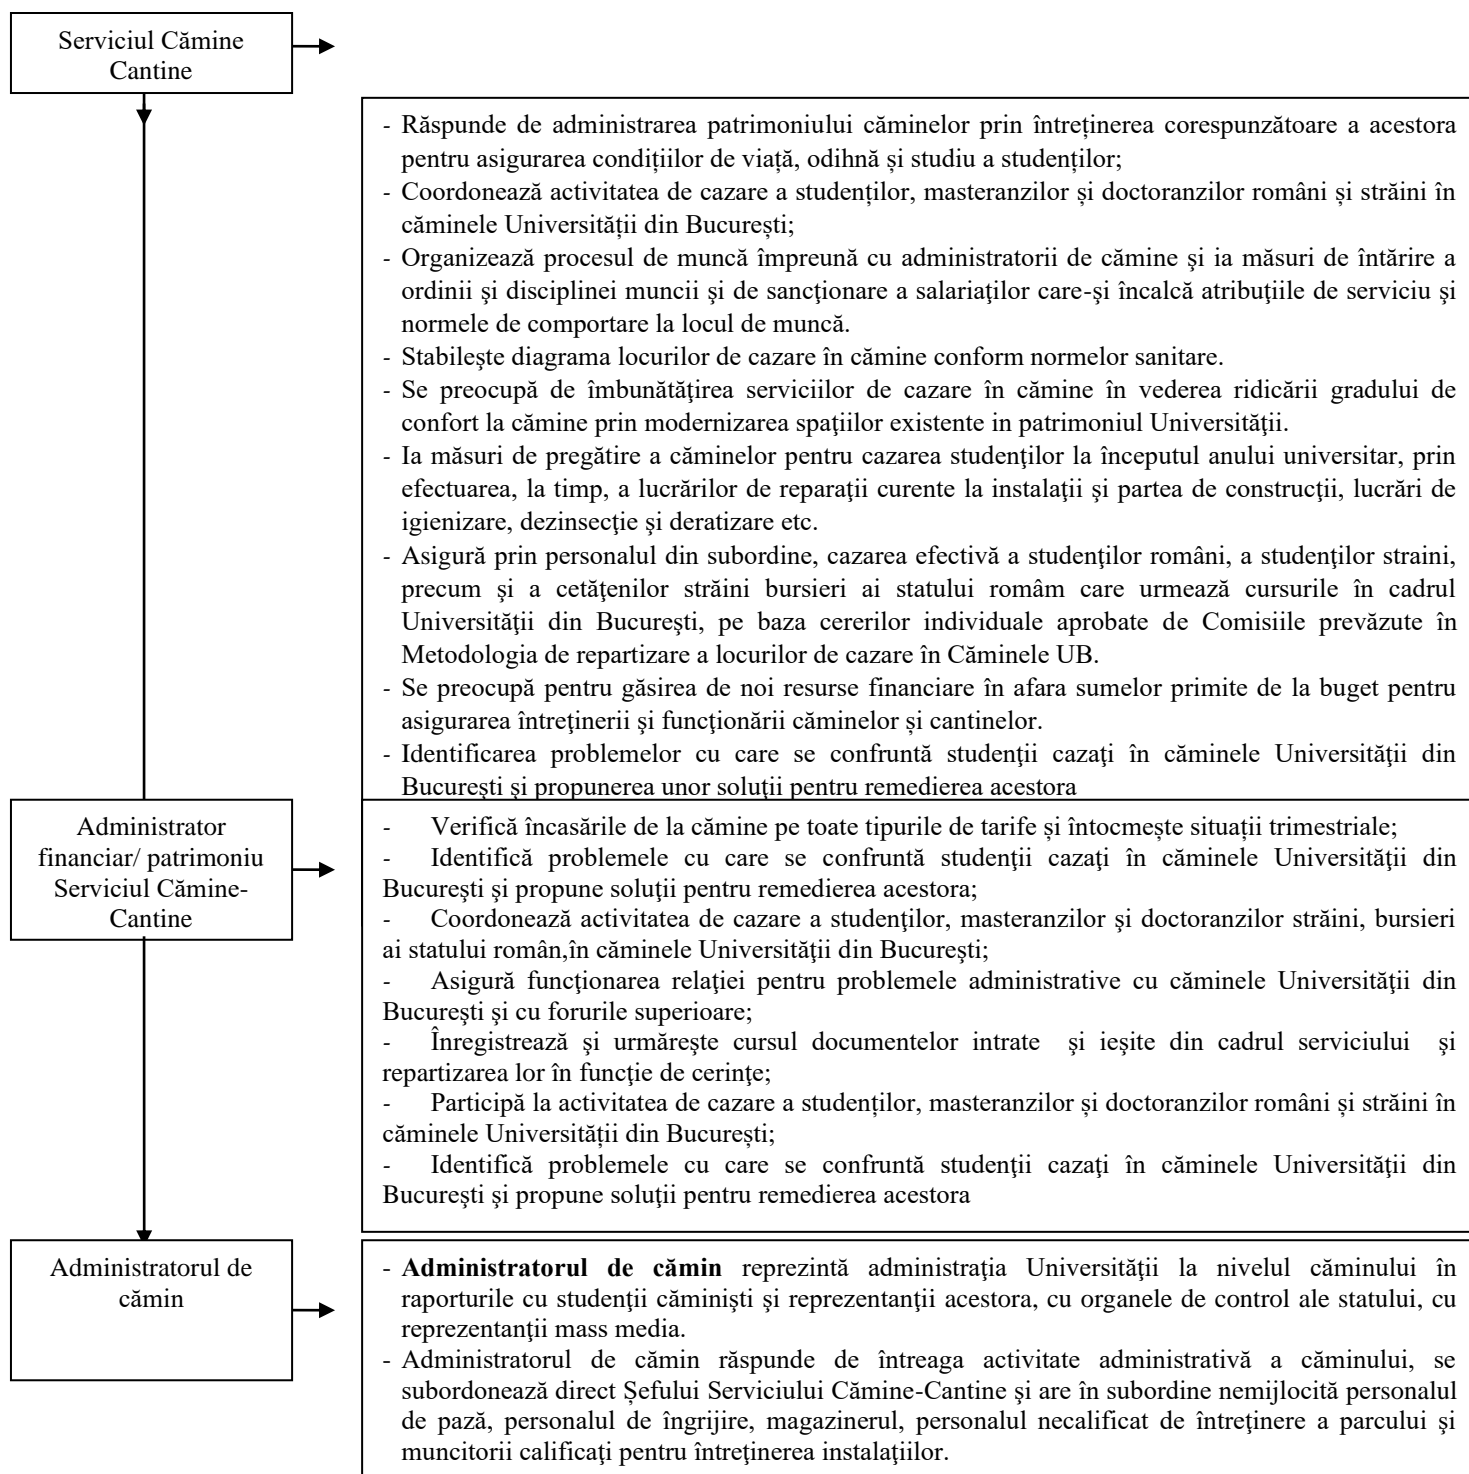 Serviciul Cămine
Cantine
- Răspunde de administrarea patrimoniului căminelor prin întreținerea corespunzătoare a acestora
pentru asigurarea condițiilor de viață, odihnă și studiu a studenților;
- Coordonează activitatea de cazare a studenților, masteranzilor și doctoranzilor români și străini în
căminele Universității din București;
- Organizează procesul de muncă împreună cu administratorii de cămine şi ia măsuri de întărire a
ordinii şi disciplinei muncii şi de sancţionare a salariaţilor care-şi încalcă atribuţiile de serviciu şi
normele de comportare la locul de muncă.
- Stabileşte diagrama locurilor de cazare în cămine conform normelor sanitare.
- Se preocupă de îmbunătăţirea serviciilor de cazare în cămine în vederea ridicării gradului de
confort la cămine prin modernizarea spaţiilor existente in patrimoniul Universităţii.
- Ia măsuri de pregătire a căminelor pentru cazarea studenţilor la începutul anului universitar, prin
efectuarea, la timp, a lucrărilor de reparaţii curente la instalaţii şi partea de construcţii, lucrări de
igienizare, dezinsecţie şi deratizare etc.
- Asigură prin personalul din subordine, cazarea efectivă a studenţilor români, a studenţilor straini,
precum şi a cetăţenilor străini bursieri ai statului româm care urmează cursurile în cadrul
Universităţii din Bucureşti, pe baza cererilor individuale aprobate de Comisiile prevăzute în
Metodologia de repartizare a locurilor de cazare în Căminele UB.
- Se preocupă pentru găsirea de noi resurse financiare în afara sumelor primite de la buget pentru
asigurarea întreţinerii şi funcţionării căminelor și cantinelor.
- Identificarea problemelor cu care se confruntă studenţii cazaţi în căminele Universităţii din
Bucureşti şi propunerea unor soluţii pentru remedierea acestora
Administrator
financiar/ patrimoniu
Serviciul Cămine-
Cantine
- Verifică încasările de la cămine pe toate tipurile de tarife și întocmește situații trimestriale;
- Identifică problemele cu care se confruntă studenţii cazaţi în căminele Universităţii din
Bucureşti şi propune soluţii pentru remedierea acestora;
- Coordonează activitatea de cazare a studenţilor, masteranzilor şi doctoranzilor străini, bursieri
ai statului român,în căminele Universităţii din Bucureşti;
- Asigură funcţionarea relaţiei pentru problemele administrative cu căminele Universităţii din
Bucureşti şi cu forurile superioare;
- Înregistrează şi urmăreşte cursul documentelor intrate şi ieşite din cadrul serviciului şi
repartizarea lor în funcţie de cerinţe;
- Participă la activitatea de cazare a studenților, masteranzilor și doctoranzilor români și străini în
căminele Universității din București;
- Identifică problemele cu care se confruntă studenţii cazaţi în căminele Universităţii din
Bucureşti şi propune soluţii pentru remedierea acestora
Administratorul de
cămin
- Administratorul de cămin reprezintă administraţia Universităţii la nivelul căminului în
raporturile cu studenţii căminişti şi reprezentanţii acestora, cu organele de control ale statului, cu
reprezentanţii mass media.
- Administratorul de cămin răspunde de întreaga activitate administrativă a căminului, se
subordonează direct Șefului Serviciului Cămine-Cantine şi are în subordine nemijlocită personalul
de pază, personalul de îngrijire, magazinerul, personalul necalificat de întreţinere a parcului şi
muncitorii calificaţi pentru întreţinerea instalaţiilor.